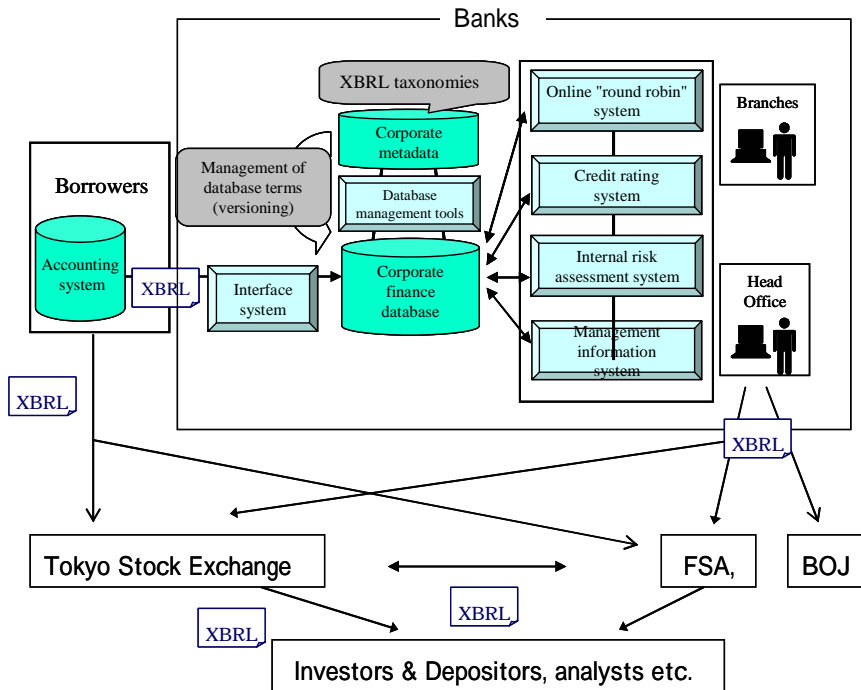 Banks
XBRL taxonomies
Online "round robin"
system
Branches
Corporate
metadata
Management of
database terms
(versioning)
Borrowers
Database
management tools
Credit rating
system
Accounting
system
XBRL
Interface
system
Corporate
finance
database
Internal risk
assessment system
Head
Office
Management
information
system
XBRL
XBRL
Tokyo Stock Exchange
FSA,
BOJ
XBRL
XBRL
Investors & Depositors, analysts etc.